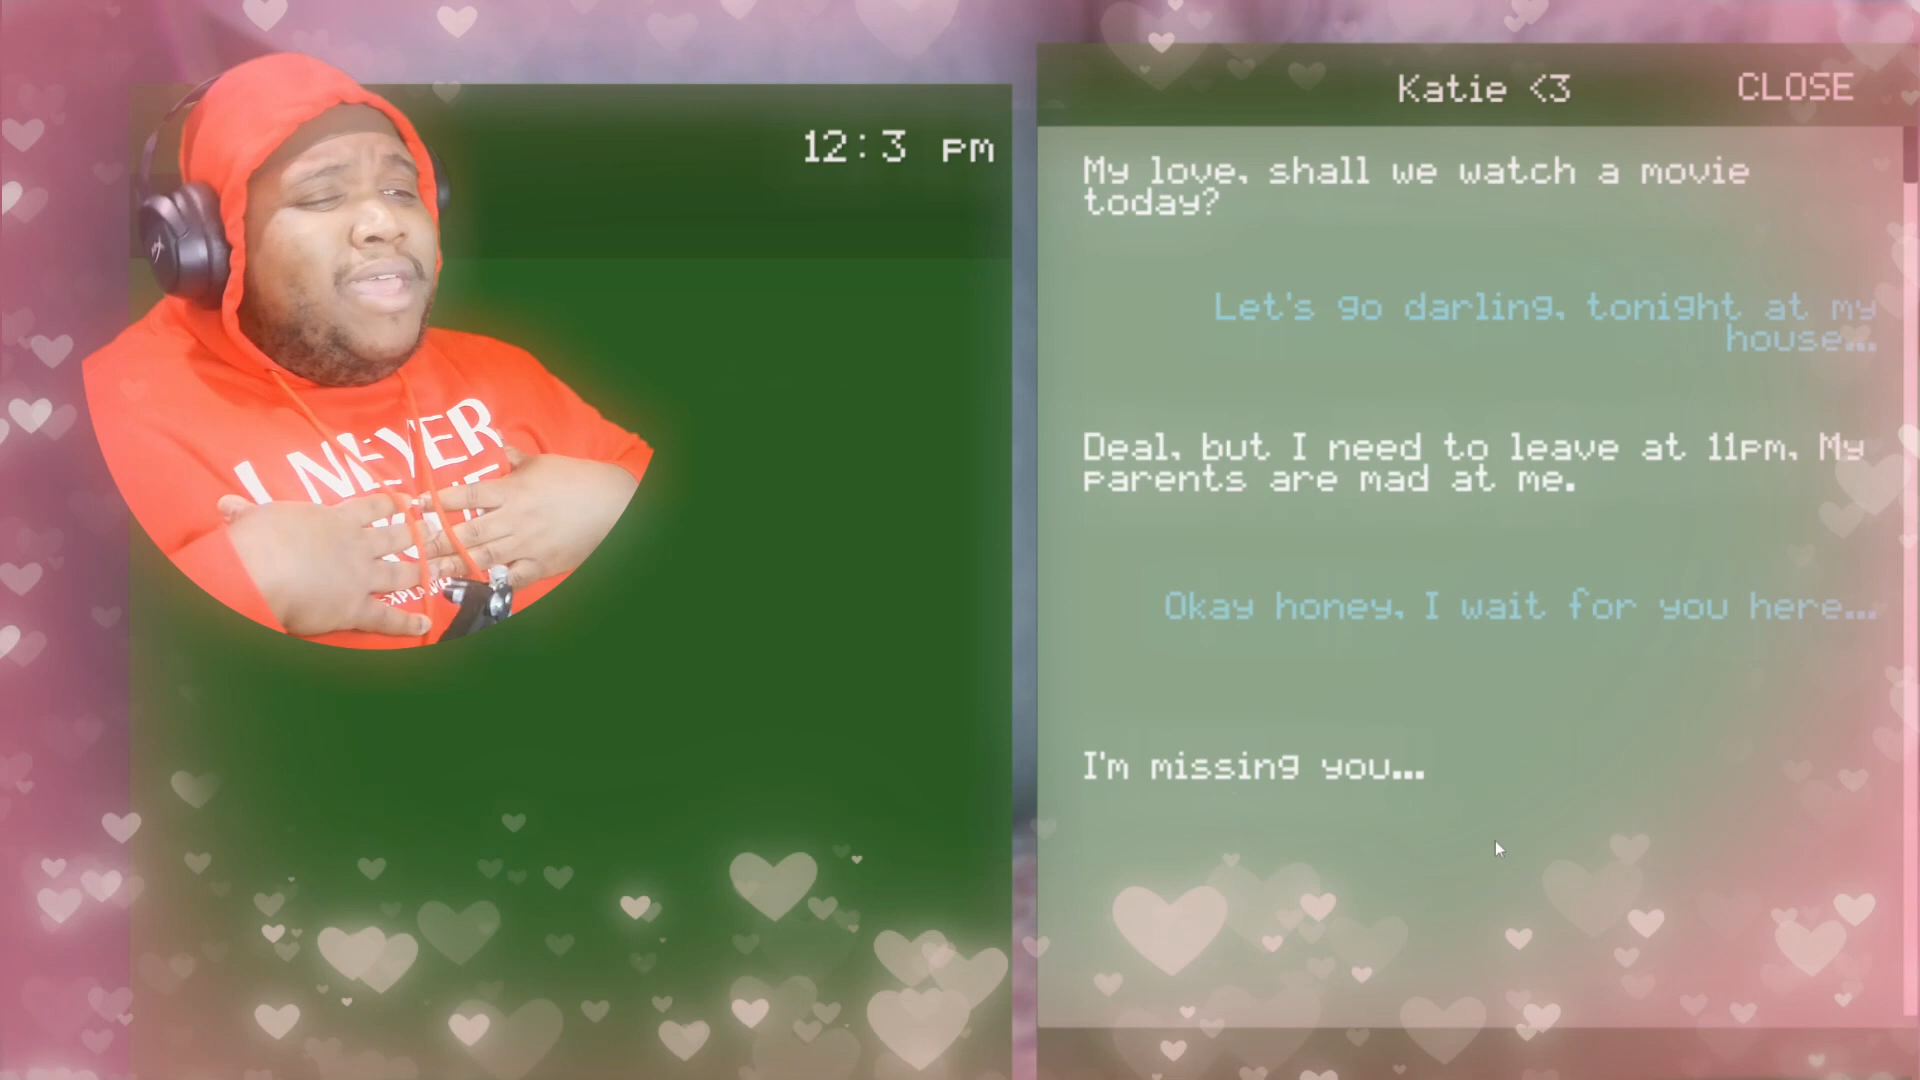 12:3 PM
Katie <3
CLOSE
My love, shall we watch a movie
today?
Let's go darling, tonight at my
house...
Deal, but I need to leave at 11pm. My
parents are mad at me.
Okay honey, I wait for you here...
I'm missing you...
I NEVER